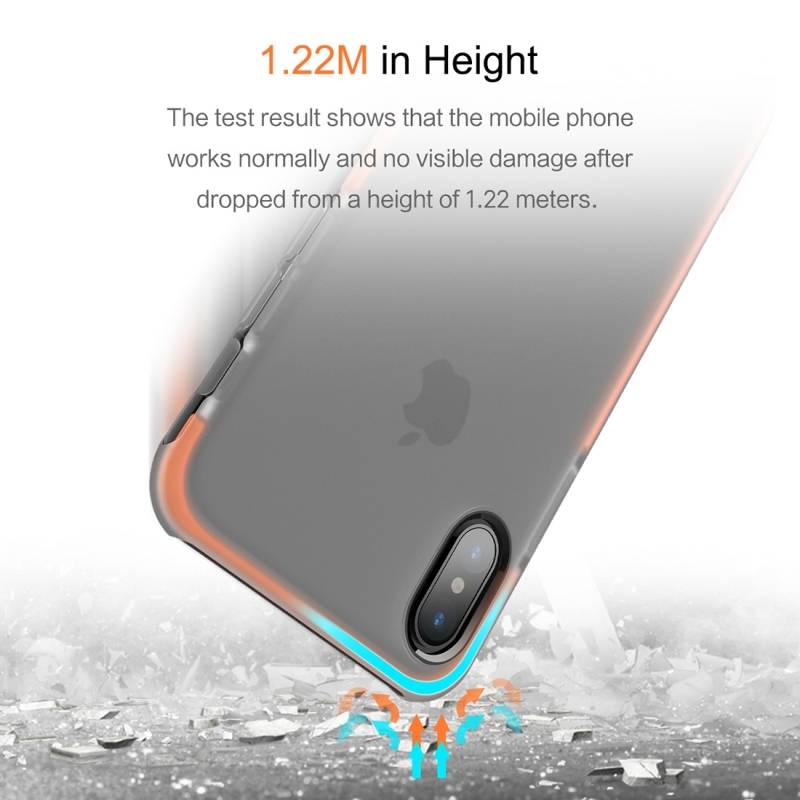 1.22M in Height
The test result shows that the mobile phone
works normally and no visible damage after
dropped from a height of 1.22 meters.